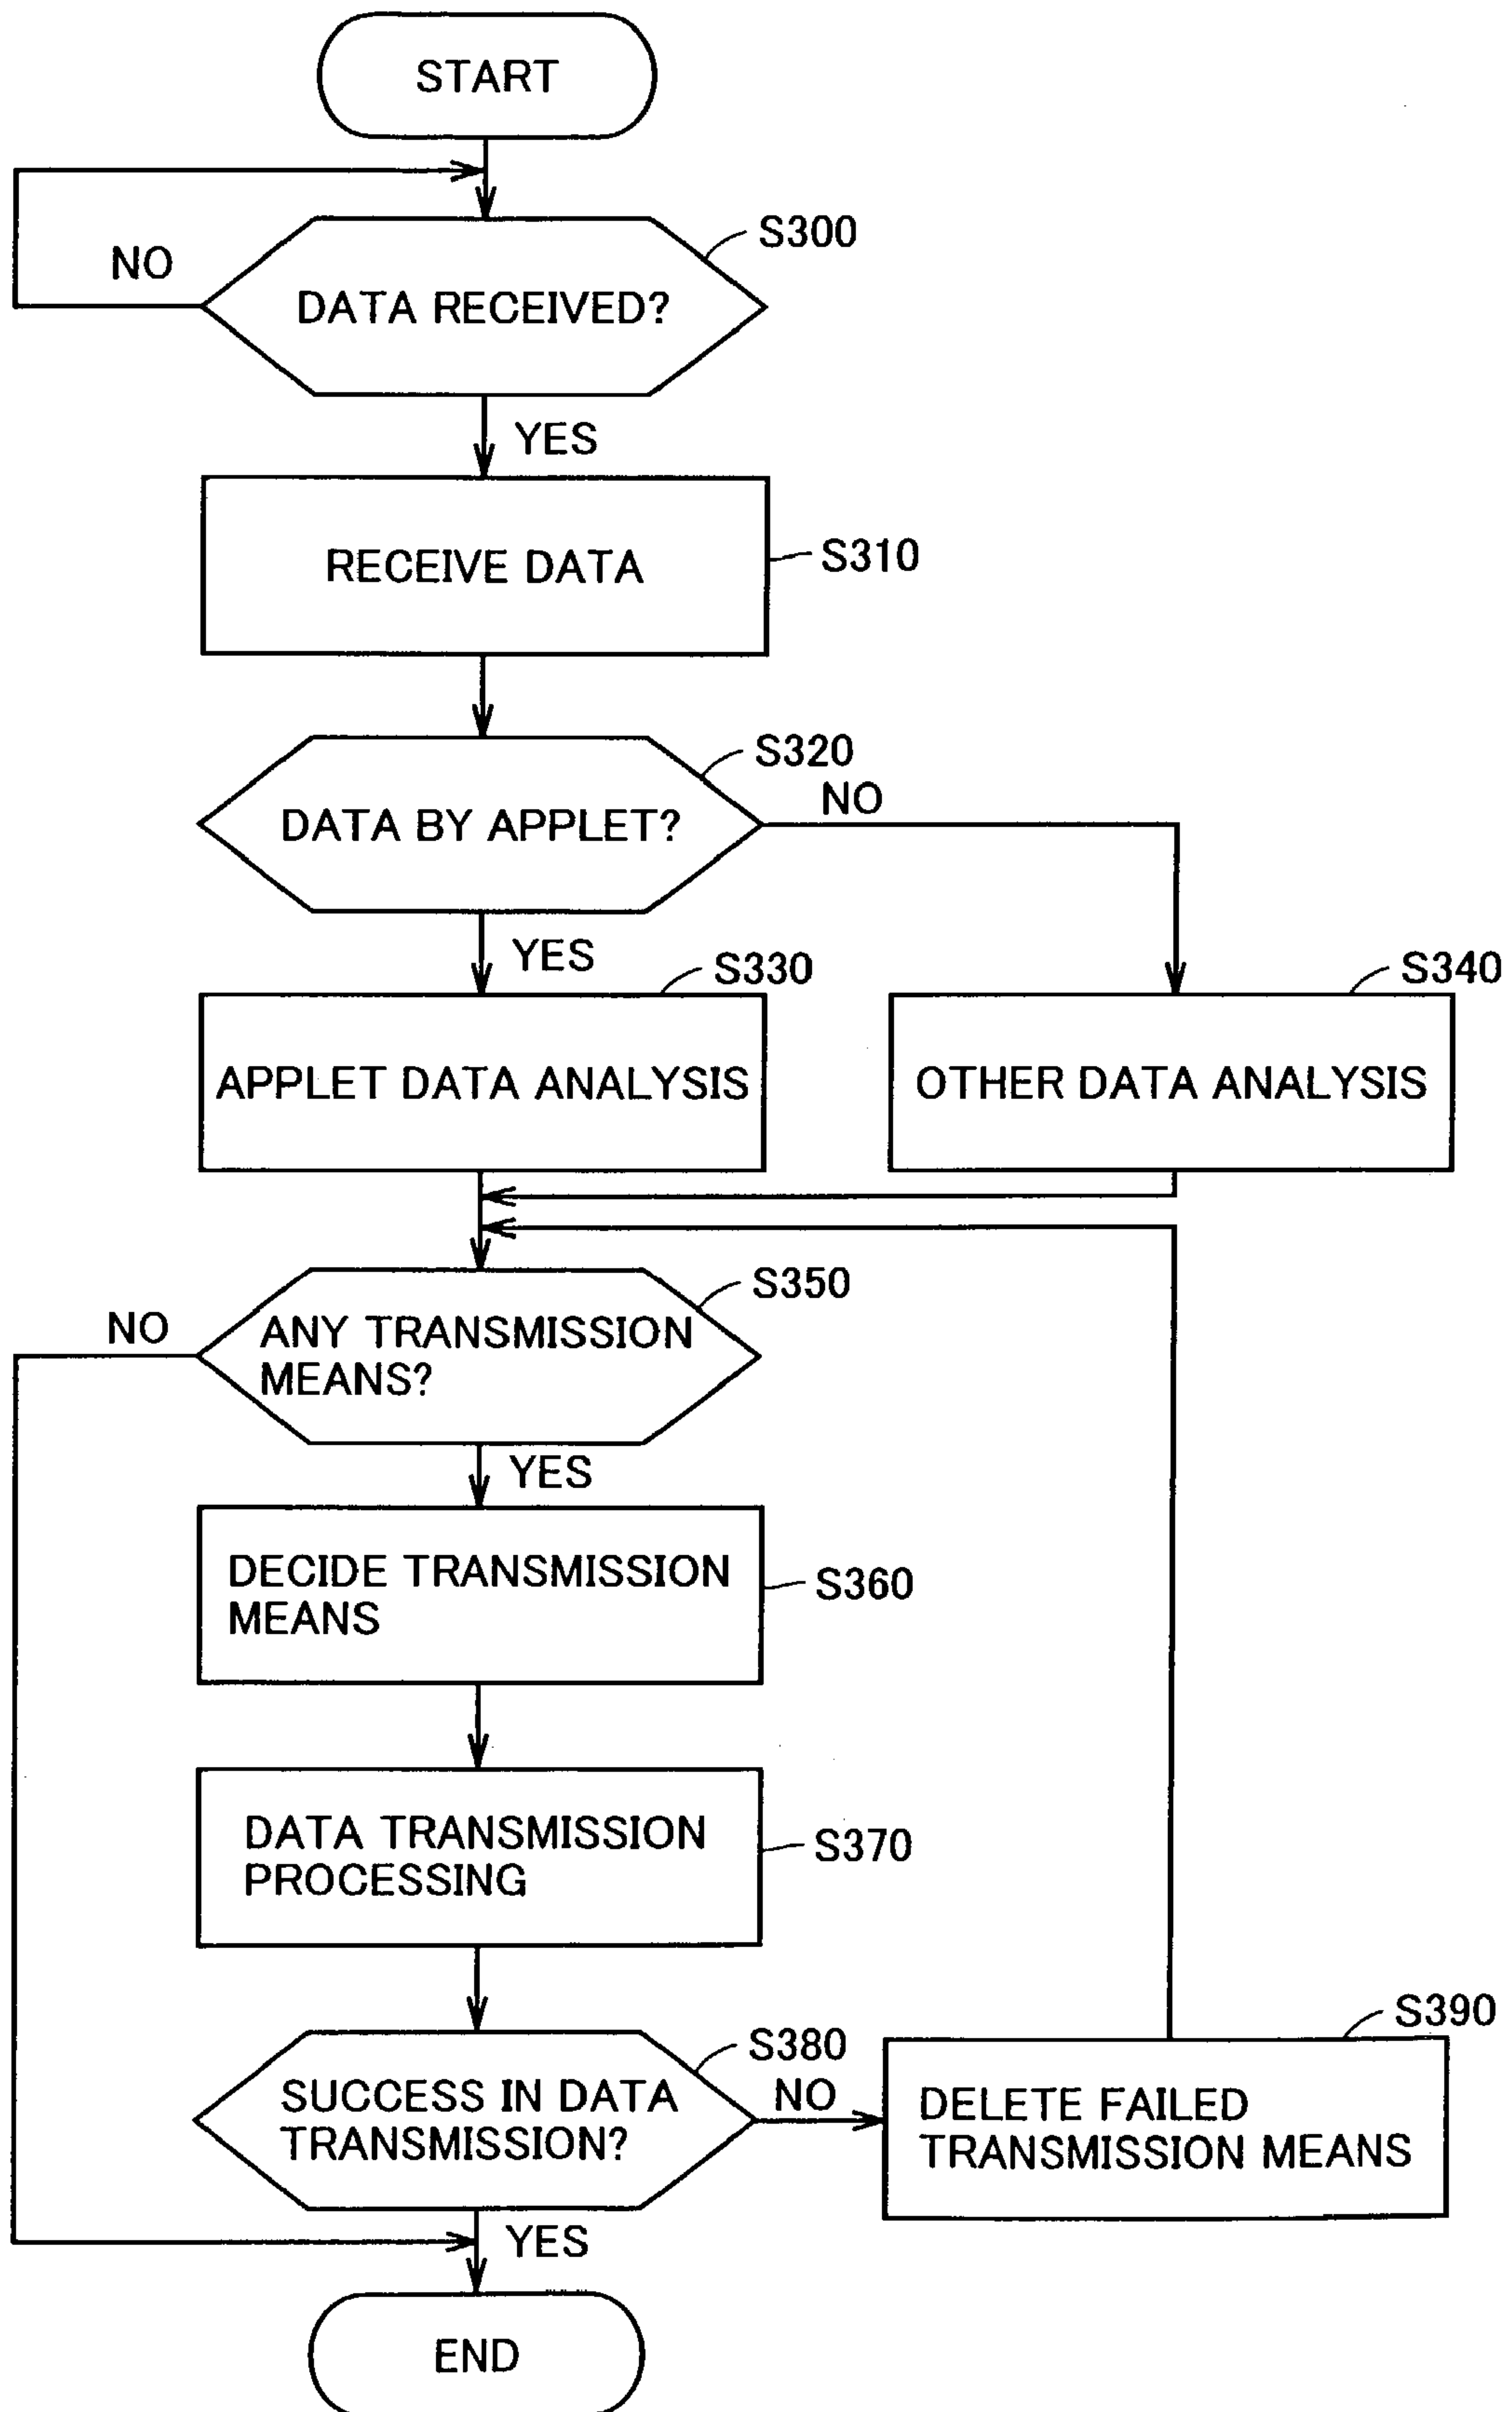 START
S300
NO
DATA RECEIVED?
YES
RECEIVE DATA
S310
S320
NO
DATA BY APPLET?
YES
S330
S340
APPLET DATA ANALYSIS
OTHER DATA ANALYSIS
S350
NO
ANY TRANSMISSION
MEANS?
YES
DECIDE TRANSMISSION
MEANS
S360
DATA TRANSMISSION
PROCESSING
S370
S390
S380
SUCCESS IN DATA
TRANSMISSION?
NO
DELETE FAILED
TRANSMISSION MEANS
YES
END